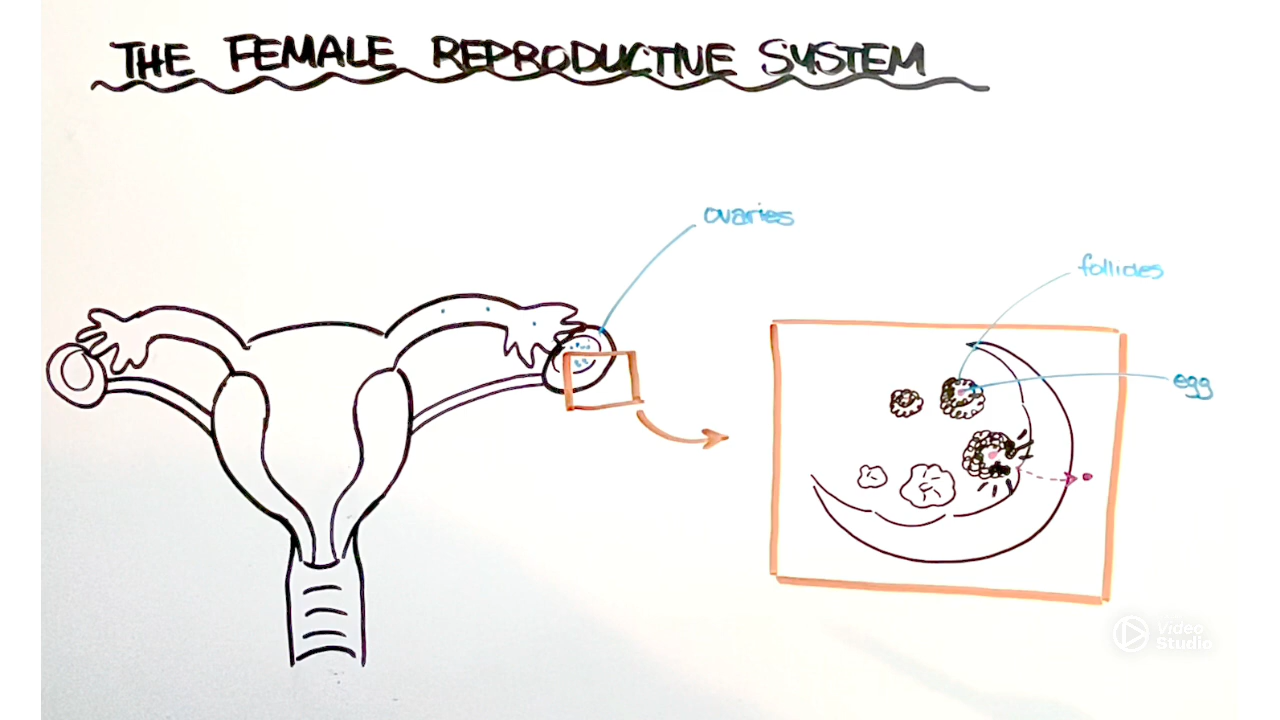 THE FEMALE REPRODUCTIVE SYSTEM
ovaries
follicles
egg
Video
Studio